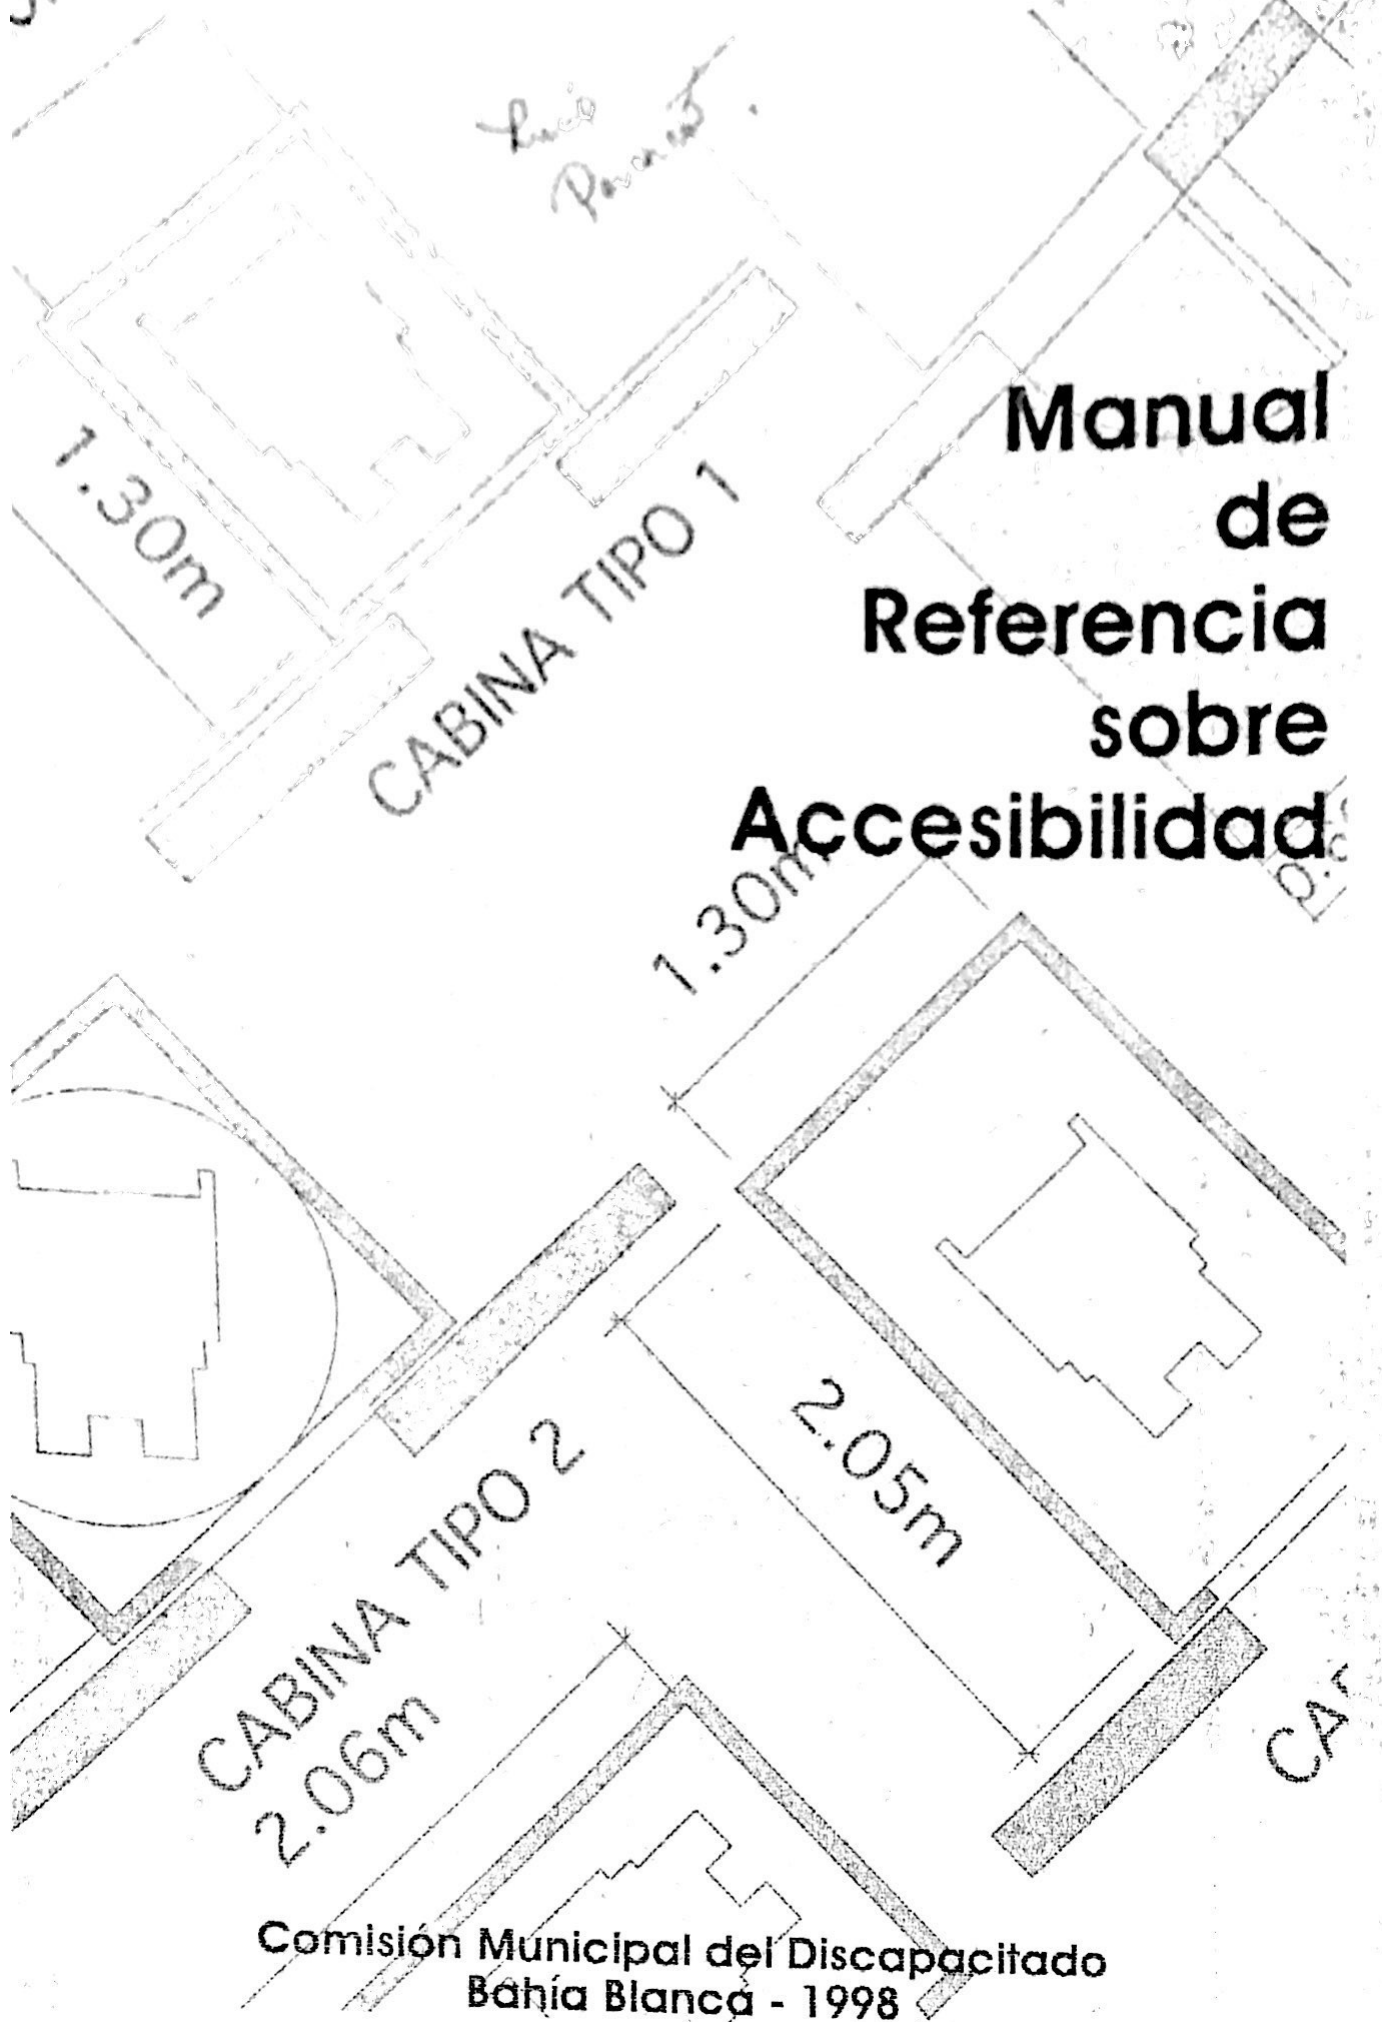 1.30m
CABINA TIPO 1
Manual
de
Referencia
sobre
Accesibilidad
1.30m
2.05m
CABINA TIPO 2
2.06m
Comisión Municipal del Discapacitado
Bahía Blanca - 1998